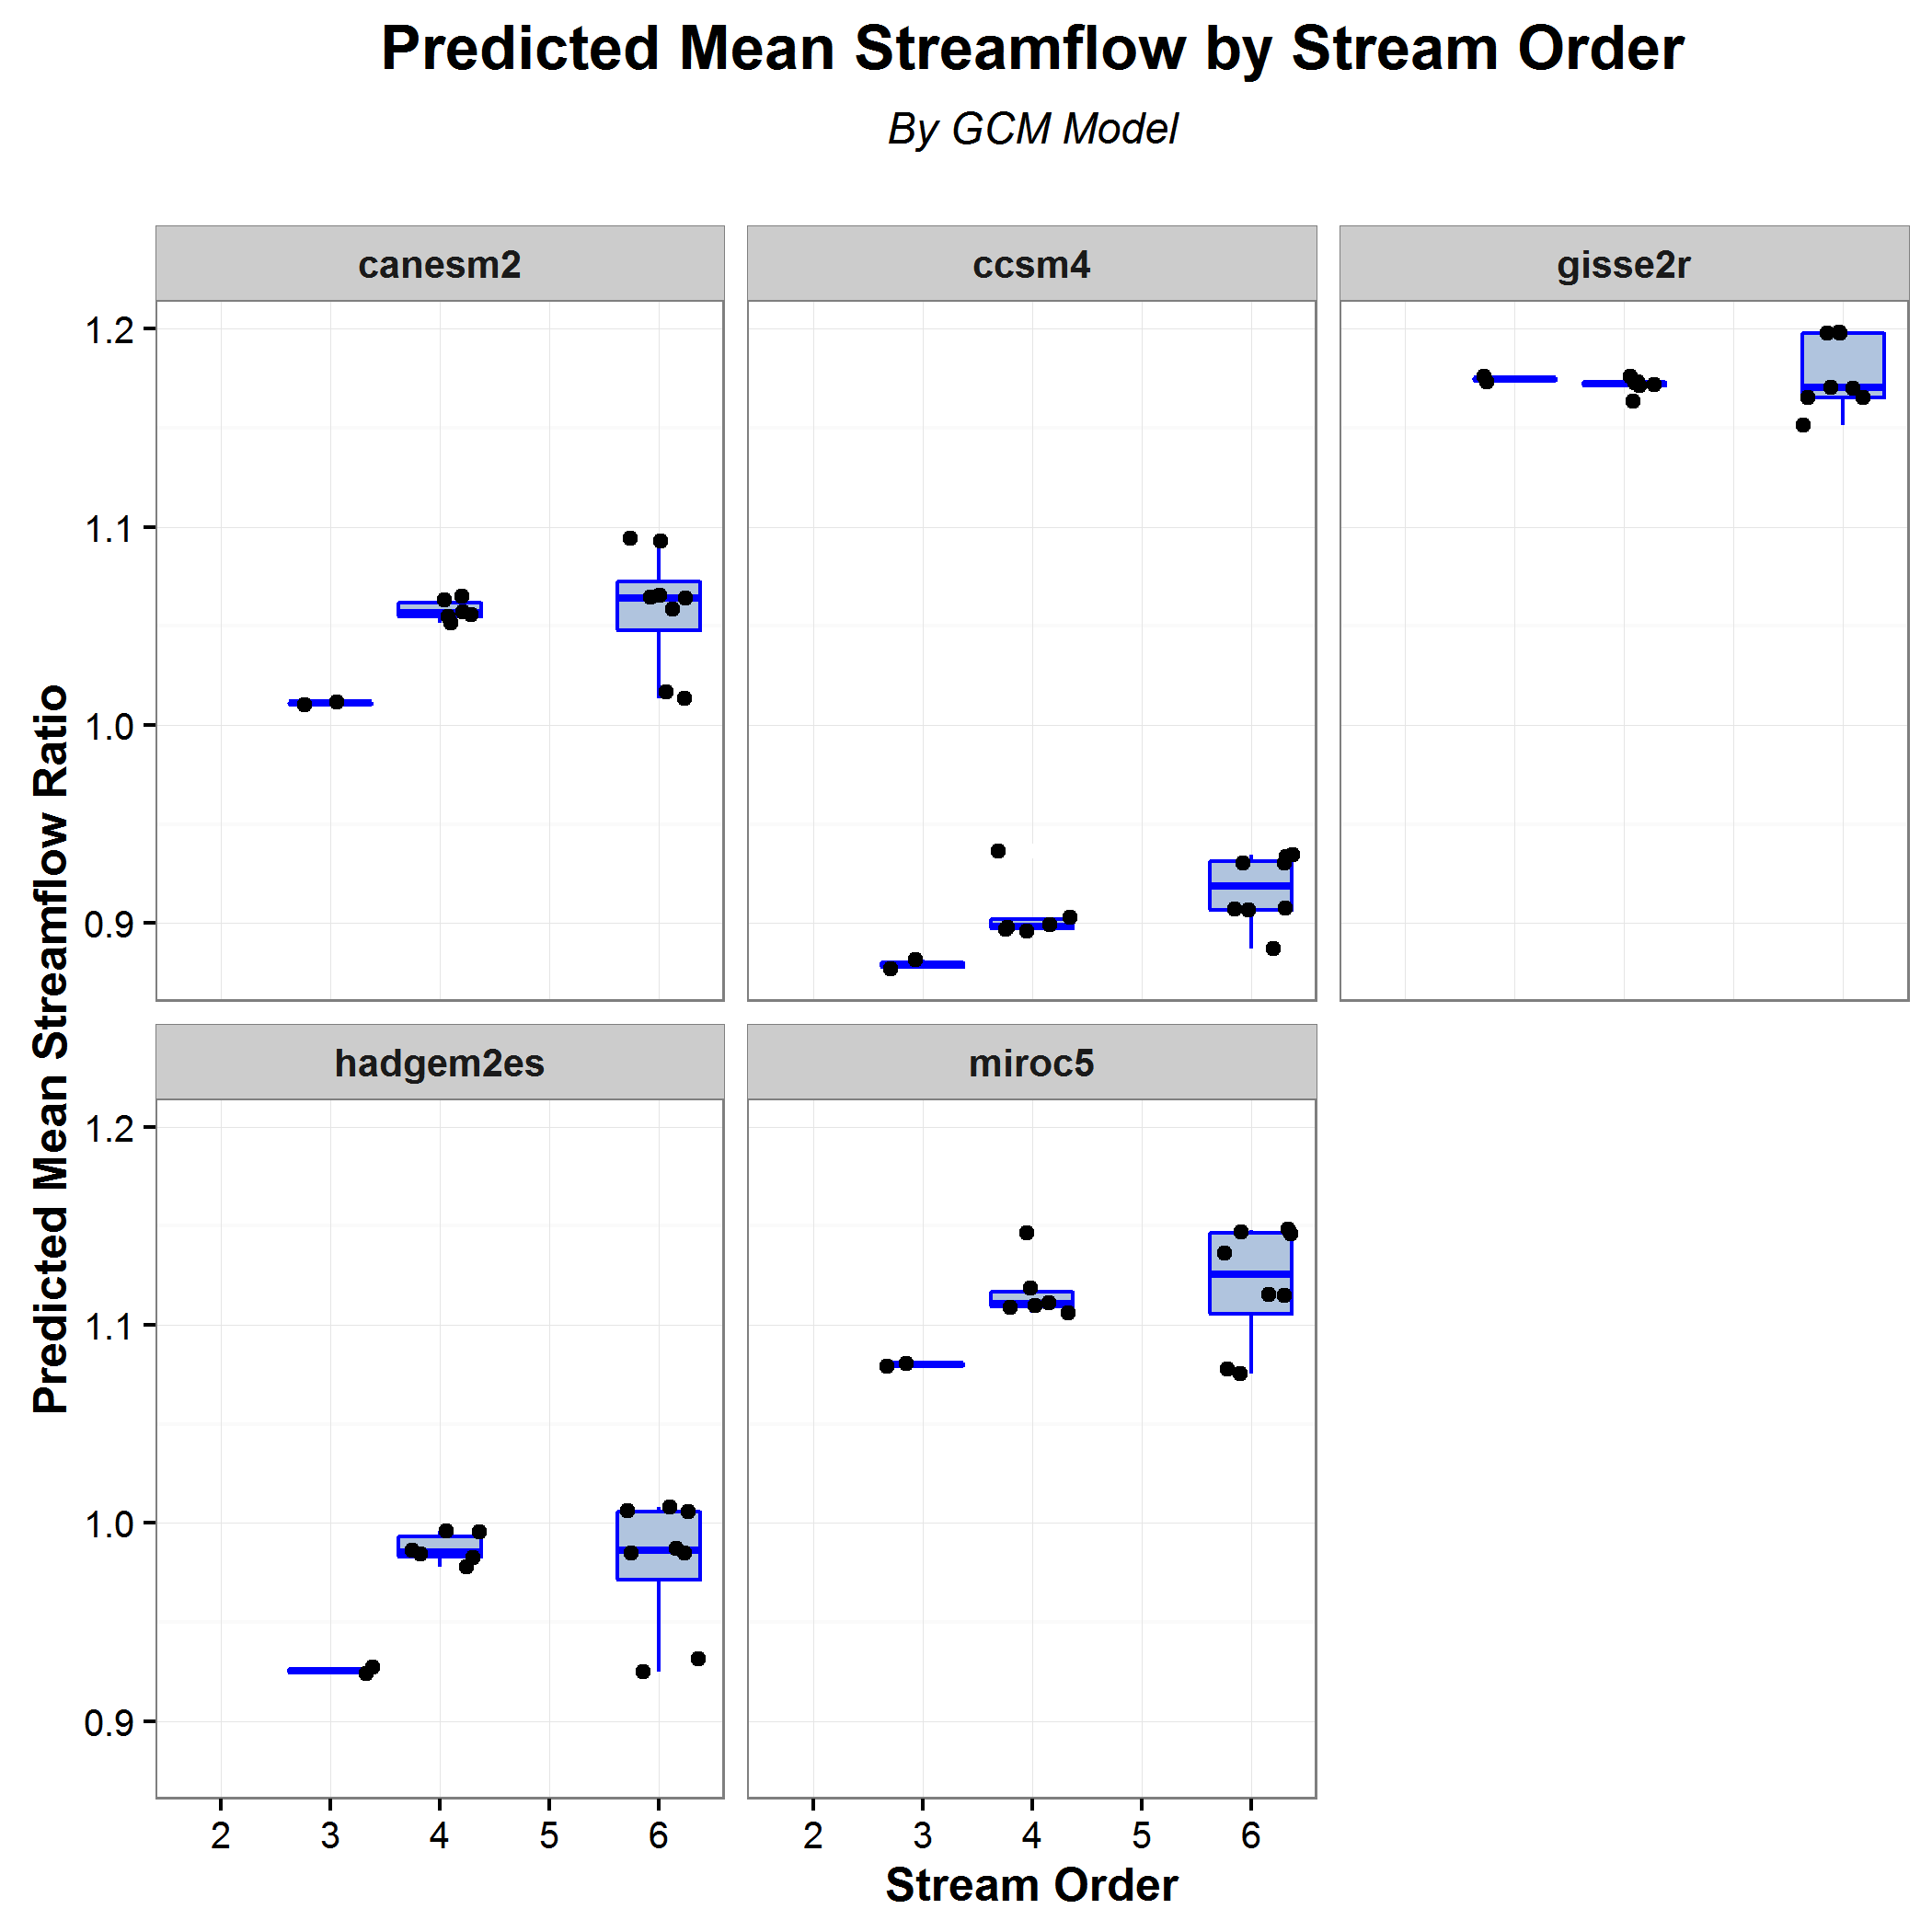 Predicted Mean Streamflow by Stream Order
By GCM Model
canesm2
ccsm4
gisse2r
1.2
1.1
1.0
0.9
Predicted Mean Streamflow Ratio
hadgem2es
miroc5
1.2
1.1
1.0
0.9
2 3 4 5 6
2 3 4 5 6
Stream Order